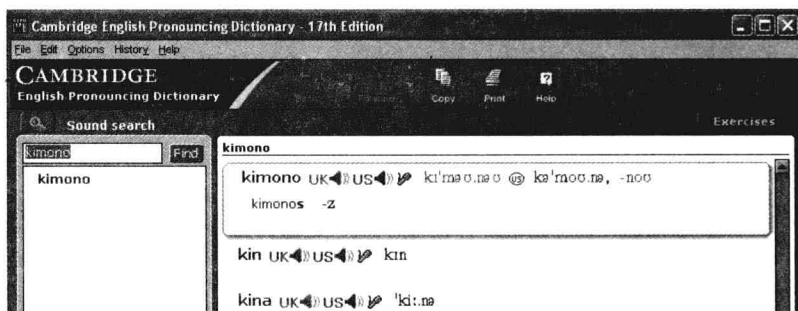 Cambridge English Pronouncing Dictionary - 17th Edition
File Edit Options History Help
CAMBRIDGE
English Pronouncing Dictionary
Copy Print Help
Sound search
Exercises
kimono Find
kimono
kimono
kimono UK US kɪˈməʊ.nəʊ US kəˈmoʊ.nə, -noʊ
kimonos -z
kin UK US kɪn
kina UK US ˈkiː.nə